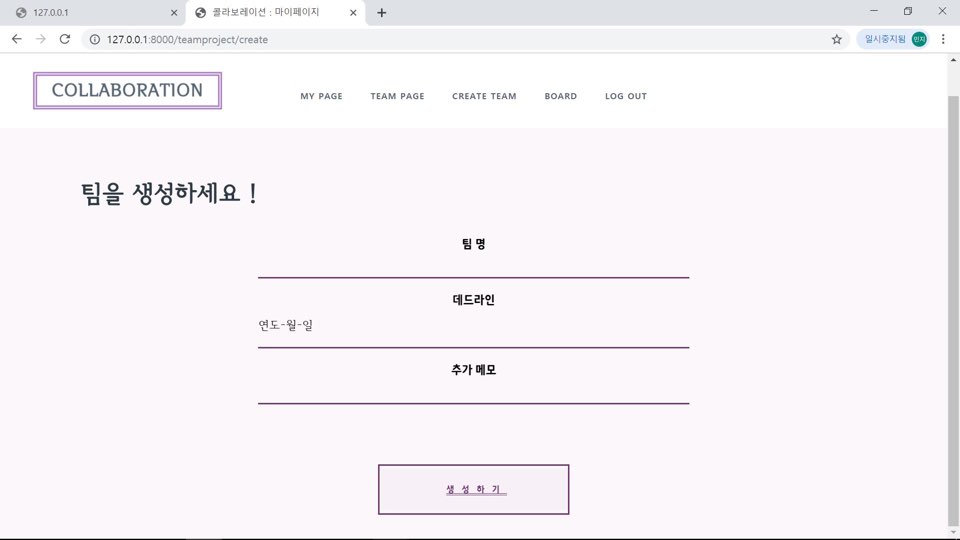 127.0.0.1
콜라보레이션 : 마이페이지
127.0.0.1:8000/teamproject/create
일시중지됨
민지
COLLABORATION
MY PAGE TEAM PAGE CREATE TEAM BOARD LOG OUT
팀을 생성하세요 !
팀 명
데드라인
연도-월-일
추가 메모
생성하기